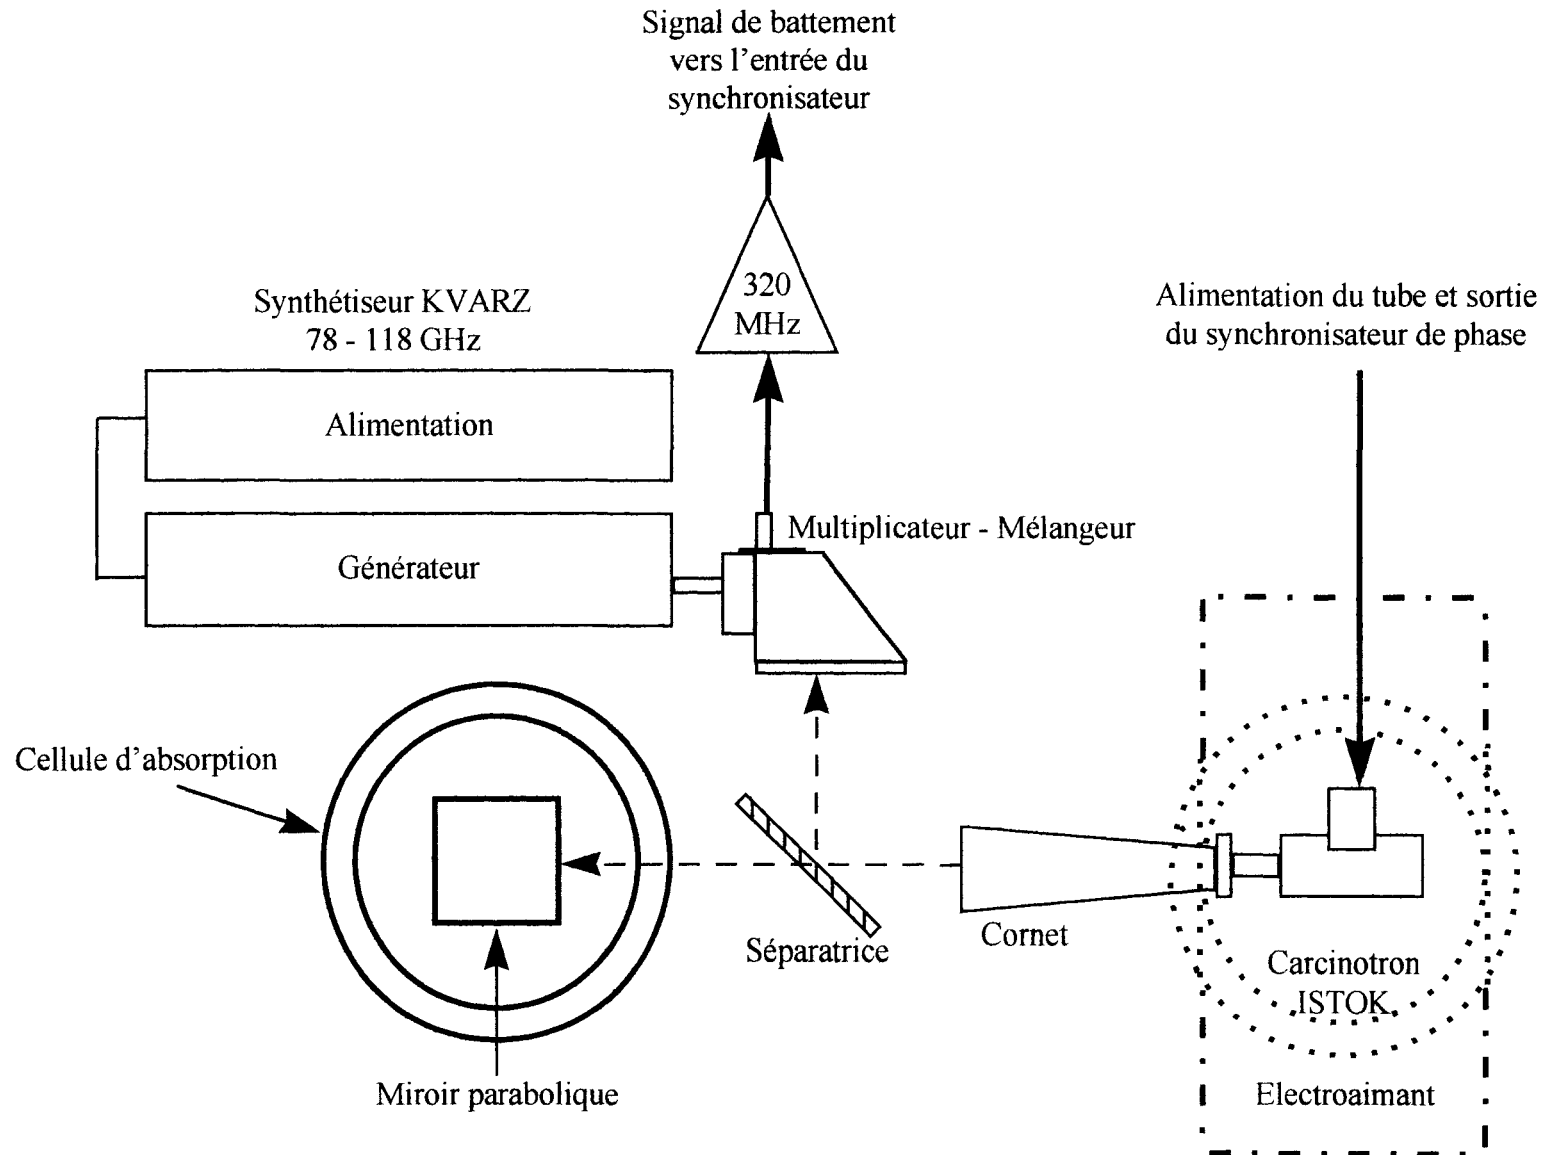 Signal de battement
vers l'entrée du
synchronisateur
320
MHz
Synthétiseur KVARZ
78 - 118 GHz
Alimentation
Générateur
Multiplicateur - Mélangeur
Alimentation du tube et sortie
du synchronisateur de phase
Cellule d'absorption
Séparatrice
Cornet
Carcinotron
ISTOK
Miroir parabolique
Electroaimant